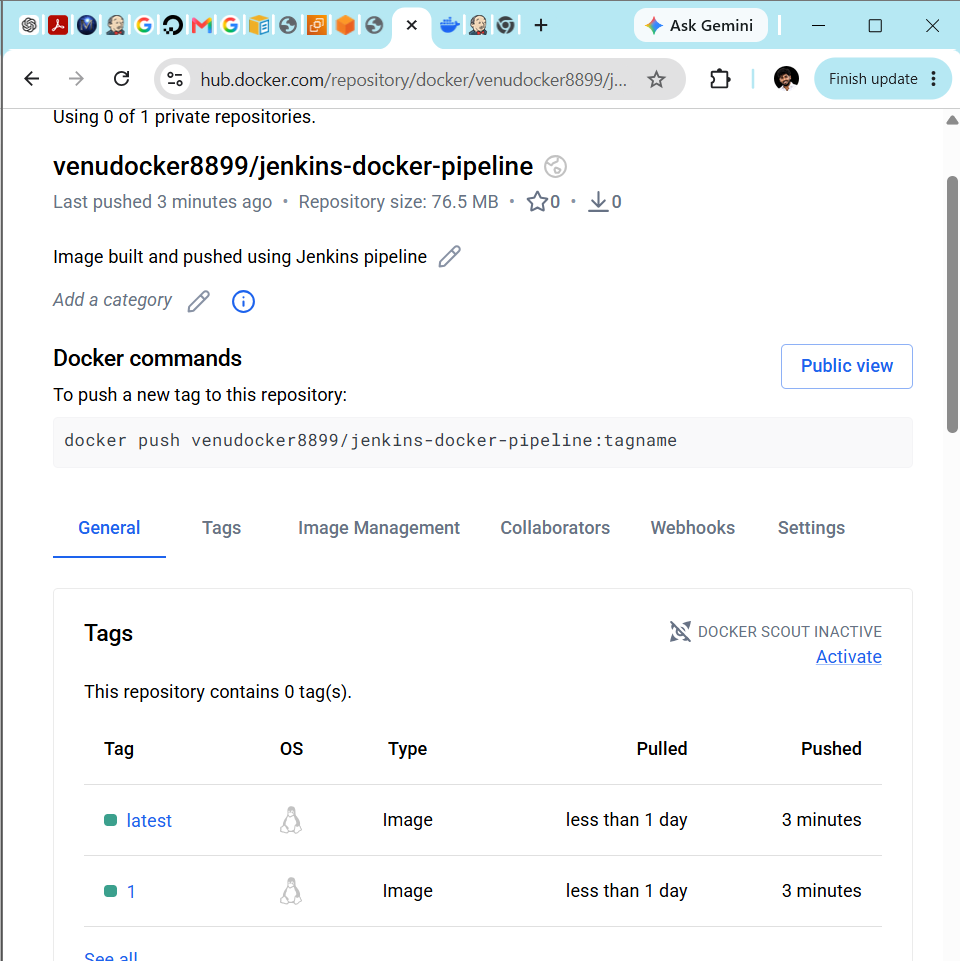 Ask Gemini
hub.docker.com/repository/docker/venudocker8899/j...
Finish update
Using 0 of 1 private repositories.
venudocker8899/jenkins-docker-pipeline
Last pushed 3 minutes ago • Repository size: 76.5 MB • 0 • 0
Image built and pushed using Jenkins pipeline
Add a category
Docker commands
Public view
To push a new tag to this repository:
docker push venudocker8899/jenkins-docker-pipeline:tagname
General Tags Image Management Collaborators Webhooks Settings
Tags
DOCKER SCOUT INACTIVE
Activate
This repository contains 0 tag(s).
Tag OS Type Pulled Pushed
latest Image less than 1 day 3 minutes
1 Image less than 1 day 3 minutes
See all